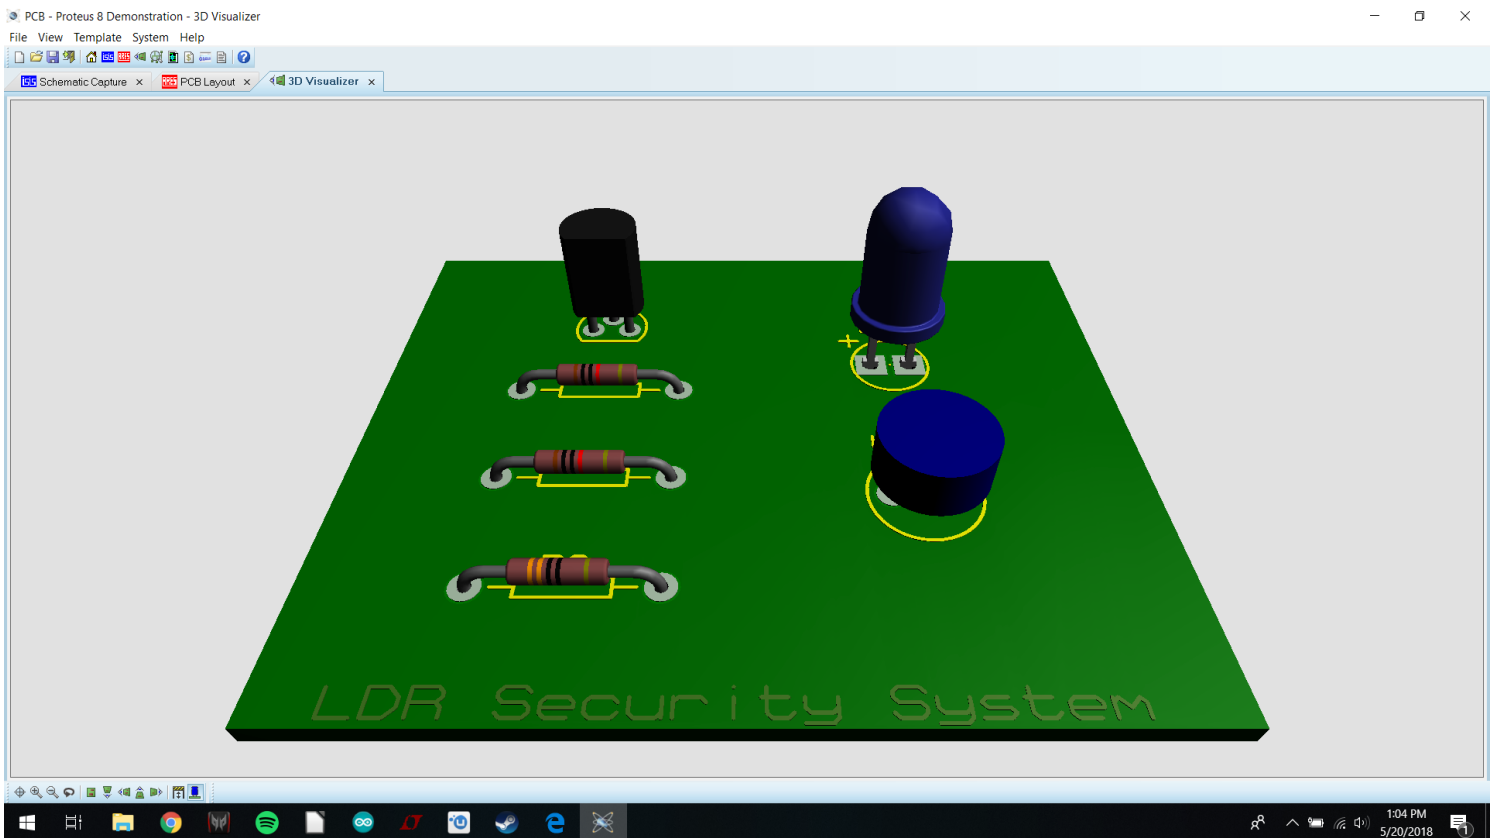 PCB - Proteus 8 Demonstration - 3D Visualizer
File View Template System Help
Schematic Capture PCB Layout 3D Visualizer
+
LDR Security System
1:04 PM
5/20/2018